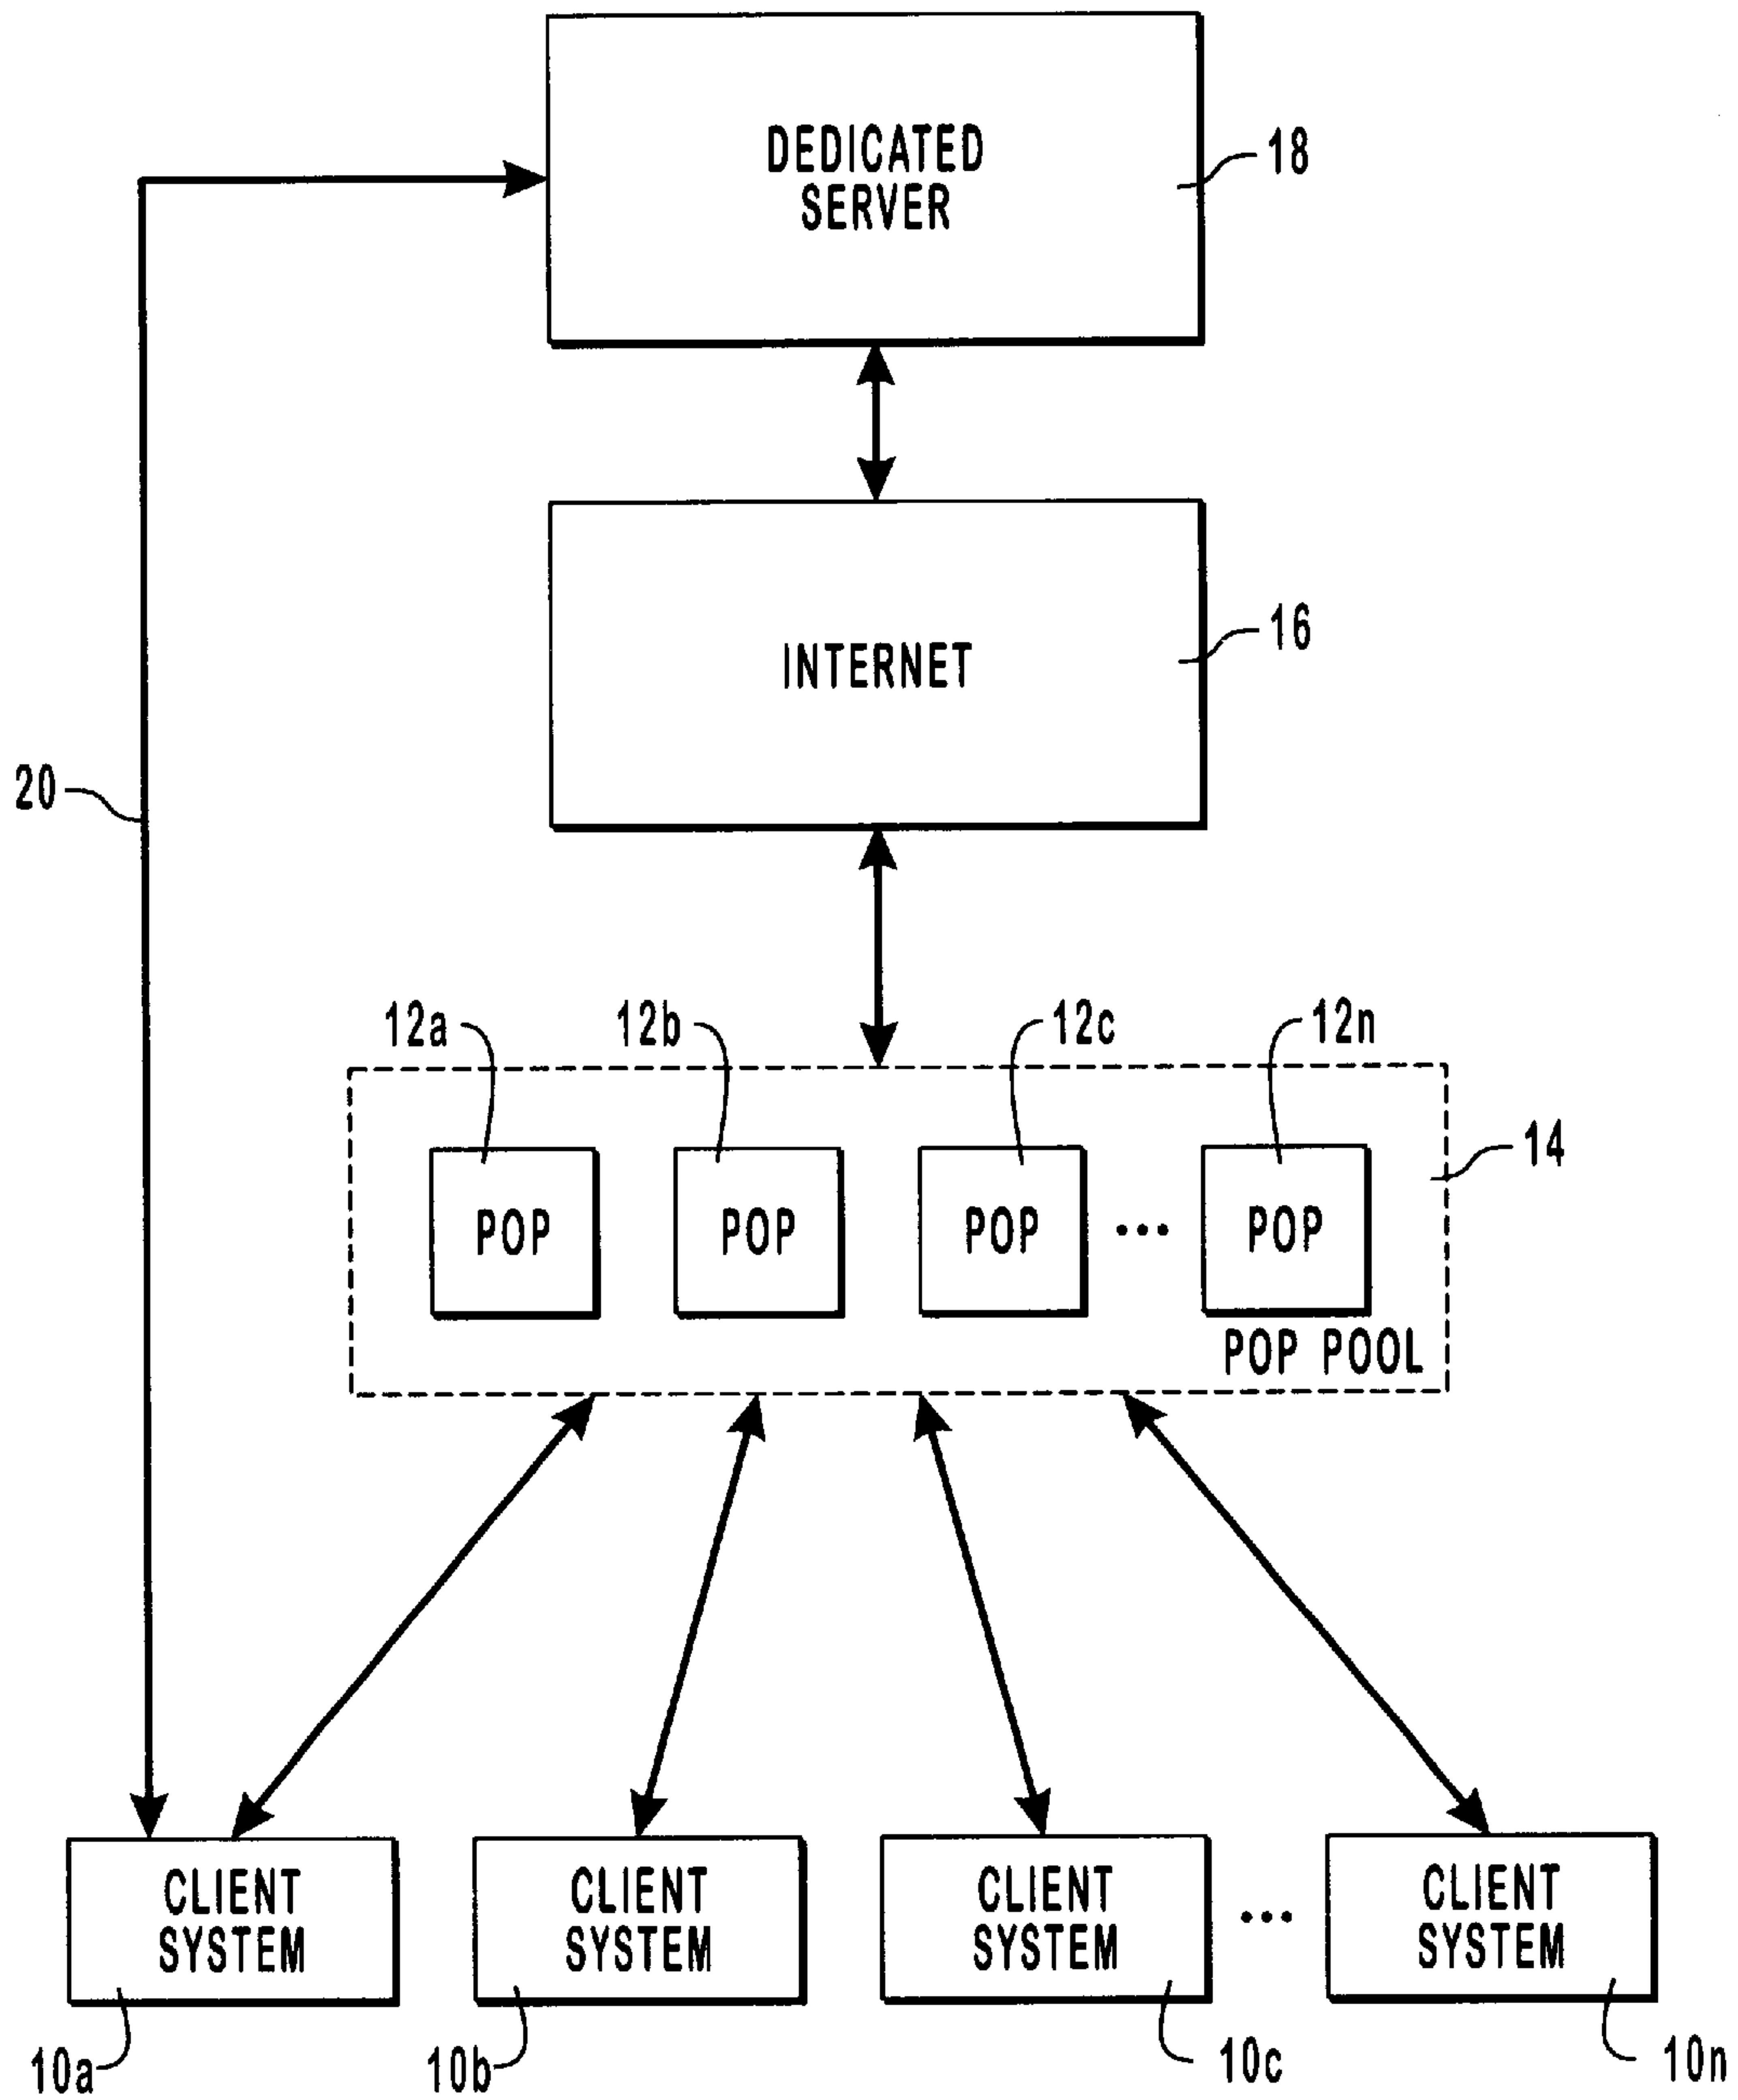 DEDICATED
SERVER
18
INTERNET
16
20
12a
12b
12c
12n
14
POP
POP
POP
...
POP
POP POOL
CLIENT
SYSTEM
CLIENT
SYSTEM
CLIENT
SYSTEM
...
CLIENT
SYSTEM
10a
10b
10c
10n